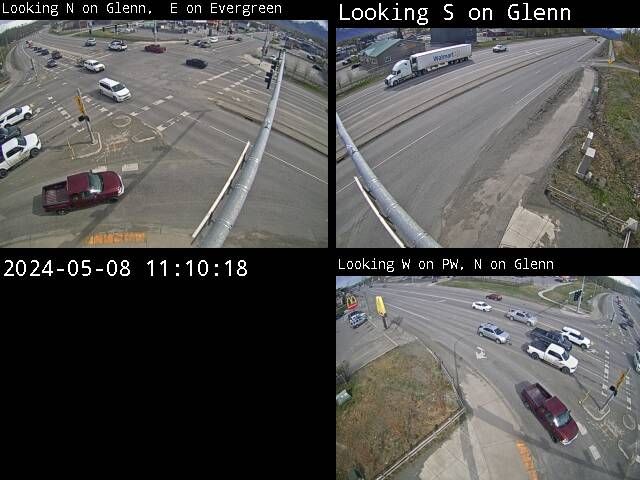 Looking N on Glenn,  E on Evergreen
Looking S on Glenn
Walmart
2024-05-08 11:10:18
Looking W on PW, N on Glenn